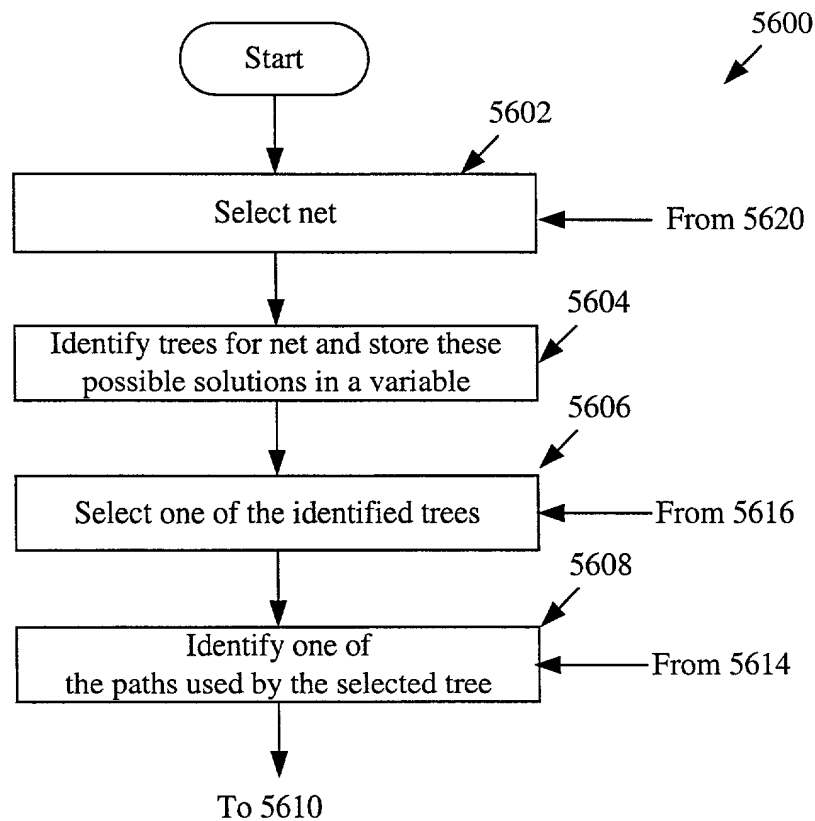 5600
Start
5602
Select net
From 5620
5604
Identify trees for net and store these
possible solutions in a variable
5606
Select one of the identified trees
From 5616
5608
Identify one of
the paths used by the selected tree
From 5614
To 5610